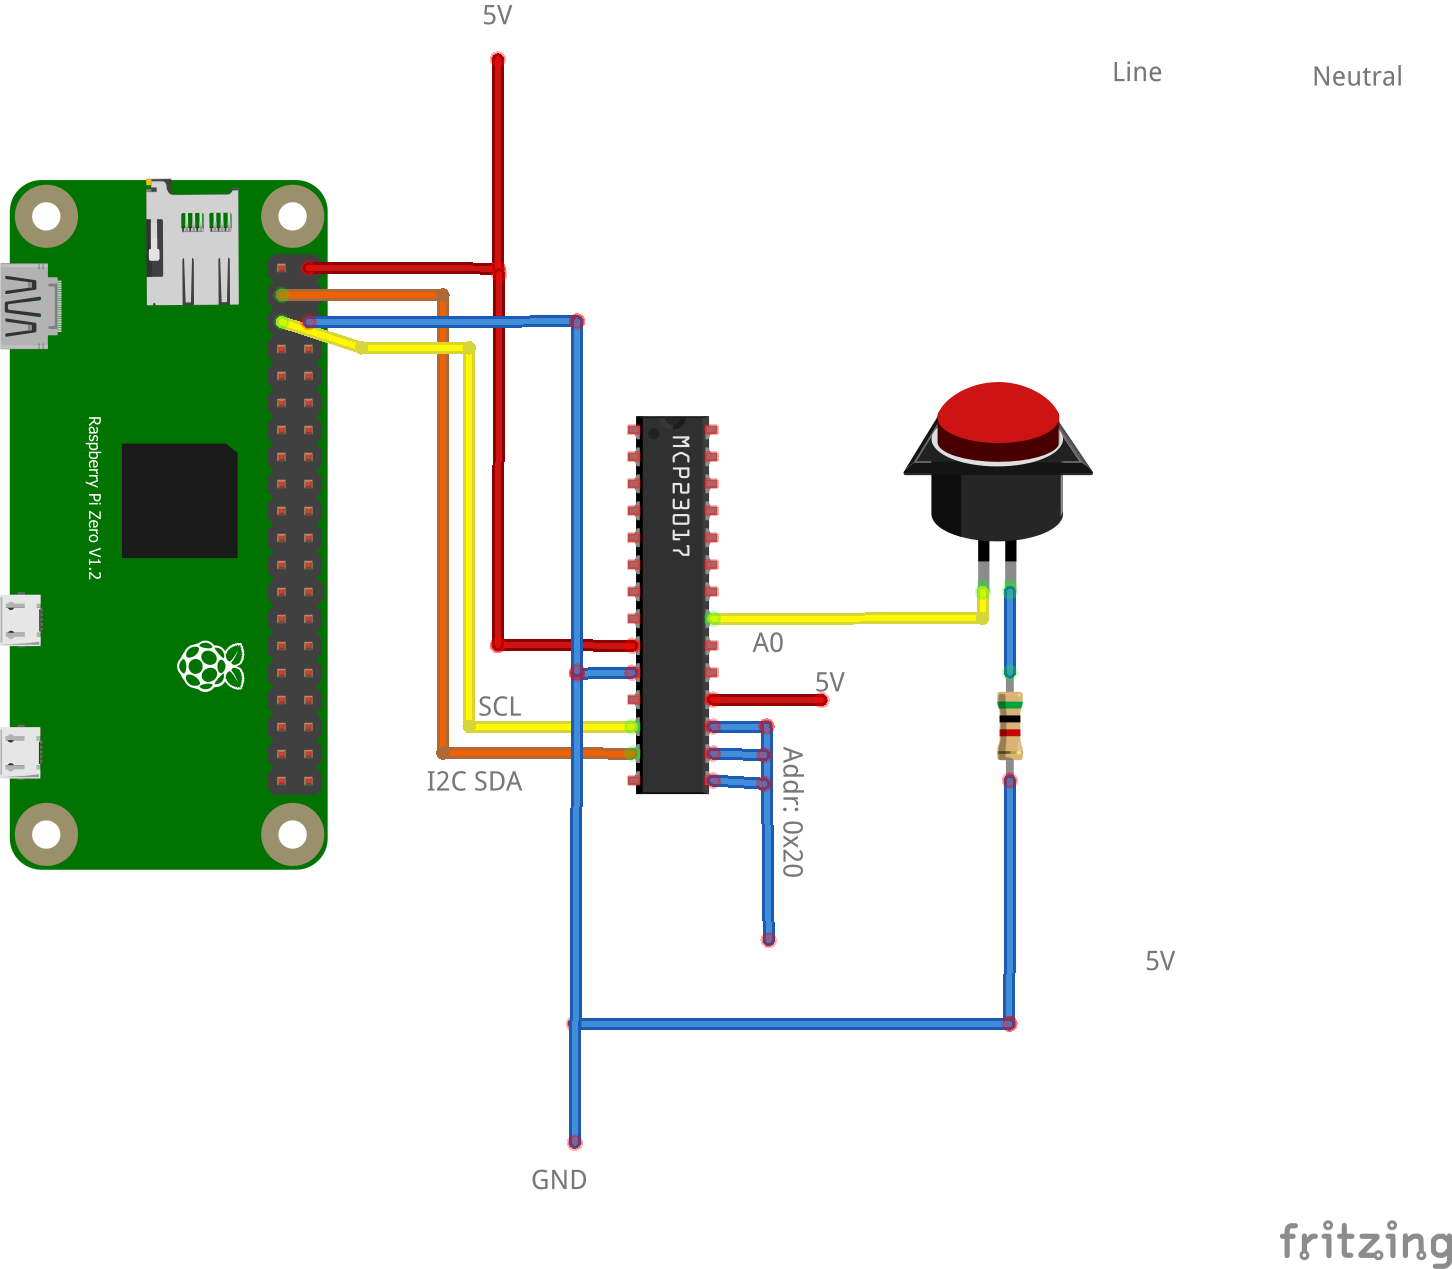 5V
Line
Neutral
Raspberry Pi Zero V1.2
MCP23017
A0
5V
SCL
I2C SDA
Addr: 0x20
5V
GND
fritzing